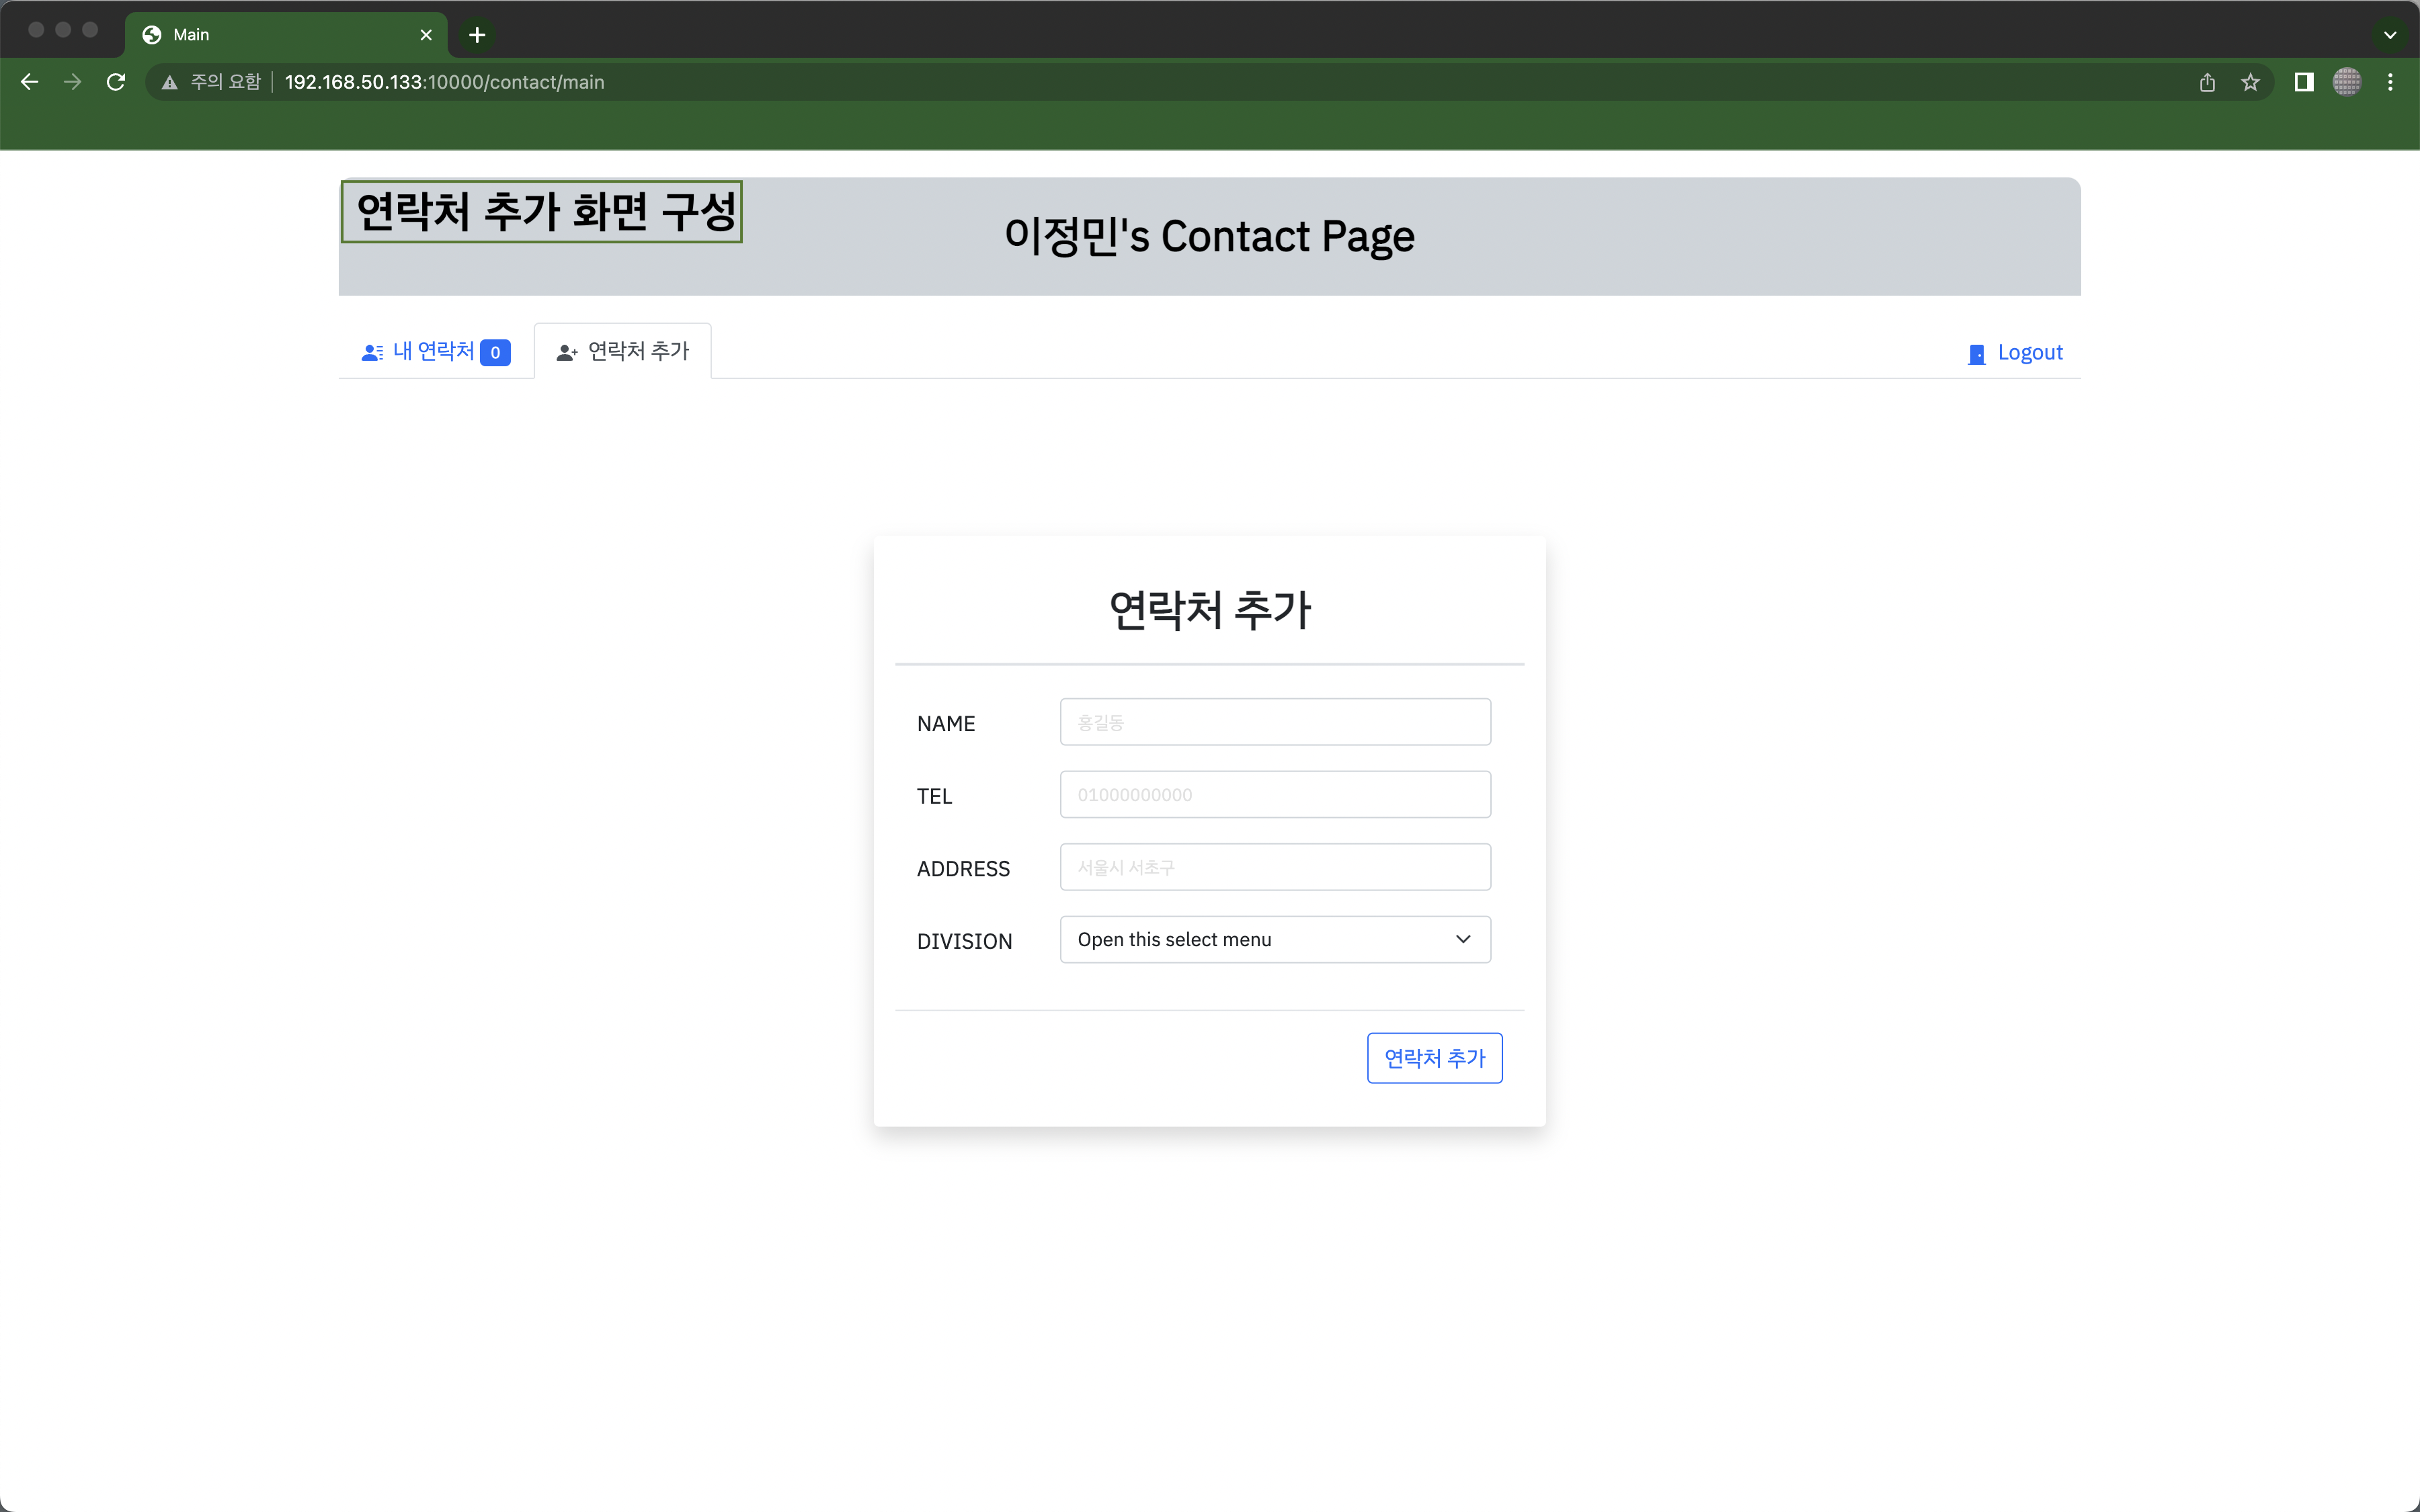 Main
주의 요함 192.168.50.133:10000/contact/main
연락처 추가 화면 구성
이정민's Contact Page
내 연락처 0 연락처 추가 Logout
연락처 추가
NAME 홍길동
TEL 01000000000
ADDRESS 서울시 서초구
DIVISION Open this select menu
연락처 추가